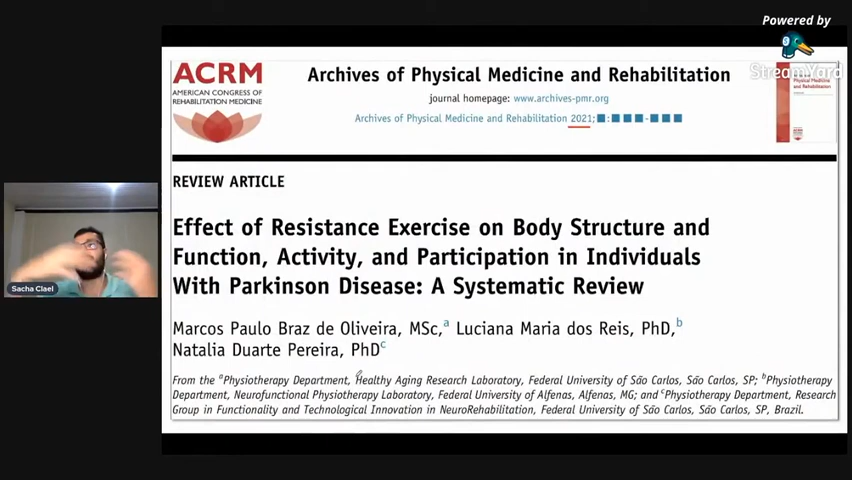 Powered by
StreamYard
ACRM
AMERICAN CONGRESS OF
REHABILITATION MEDICINE
Archives of Physical Medicine and Rehabilitation
journal homepage: www.archives-pmr.org
Archives of Physical Medicine and Rehabilitation 2021;■:■■■-■■■
Physical Medicine
and Rehabilitation
REVIEW ARTICLE
Effect of Resistance Exercise on Body Structure and
Function, Activity, and Participation in Individuals
With Parkinson Disease: A Systematic Review
Marcos Paulo Braz de Oliveira, MSc,a Luciana Maria dos Reis, PhD,b
Natalia Duarte Pereira, PhDc
From the aPhysiotherapy Department, Healthy Aging Research Laboratory, Federal University of São Carlos, São Carlos, SP; bPhysiotherapy
Department, Neurofunctional Physiotherapy Laboratory, Federal University of Alfenas, Alfenas, MG; and cPhysiotherapy Department, Research
Group in Functionality and Technological Innovation in NeuroRehabilitation, Federal University of São Carlos, São Carlos, SP, Brazil.
Sacha Clael